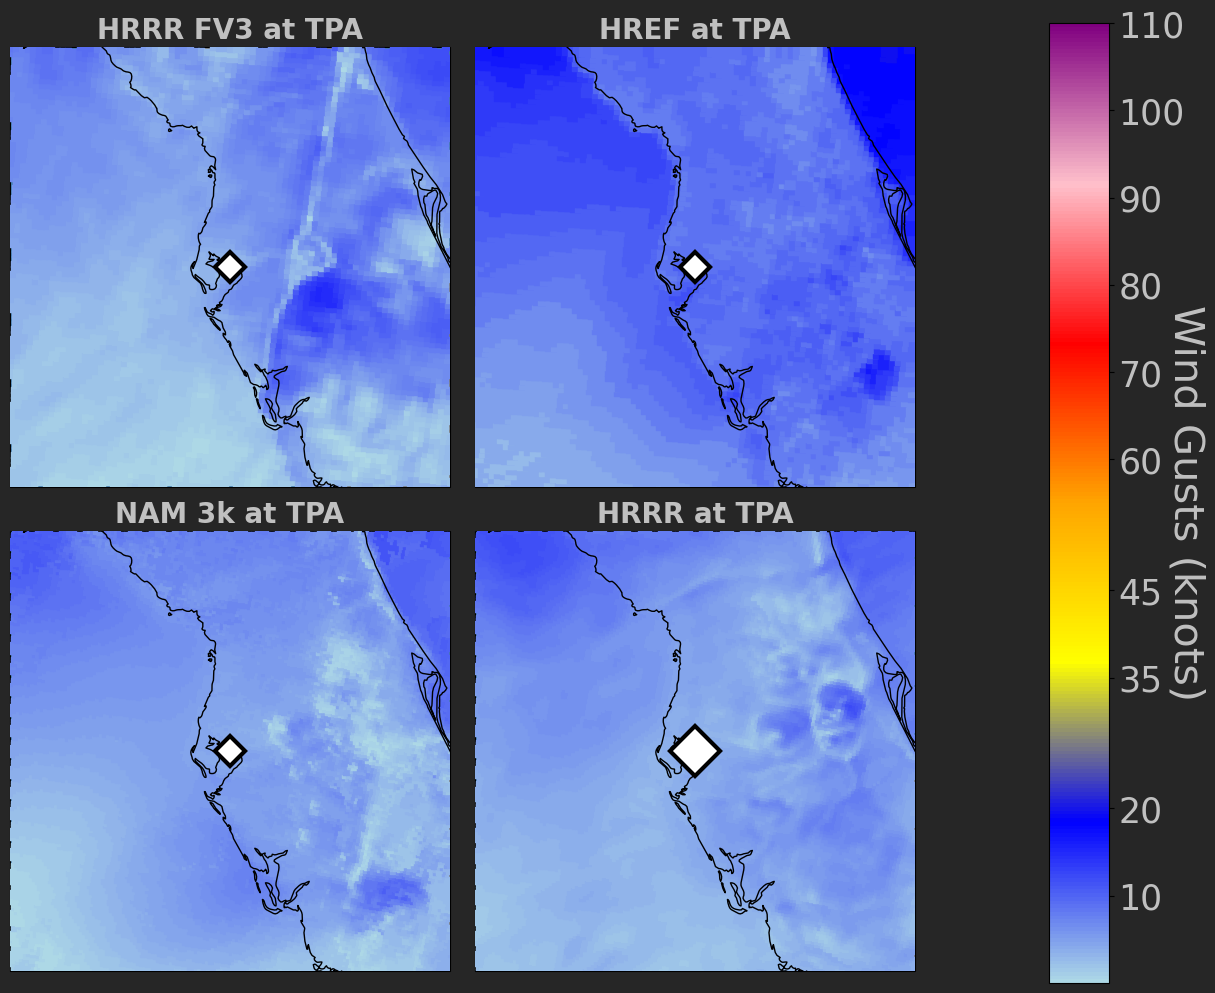 HRRR FV3 at TPA
HREF at TPA
NAM 3k at TPA
HRRR at TPA
110
100
90
80
70
60
45
35
20
10
Wind Gusts (knots)